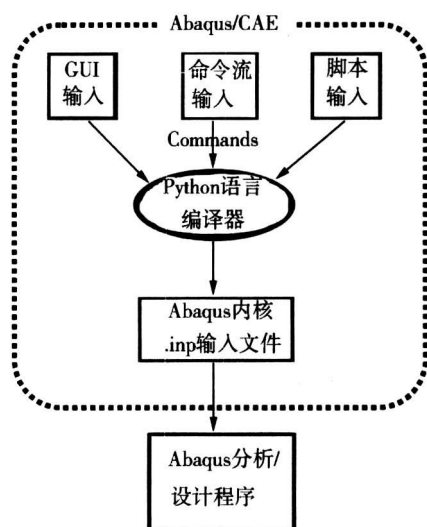 Abaqus/CAE
GUI
输入
命令流
输入
脚本
输入
Commands
Python语言
编译器
Abaqus内核
.inp输入文件
Abaqus分析/
设计程序